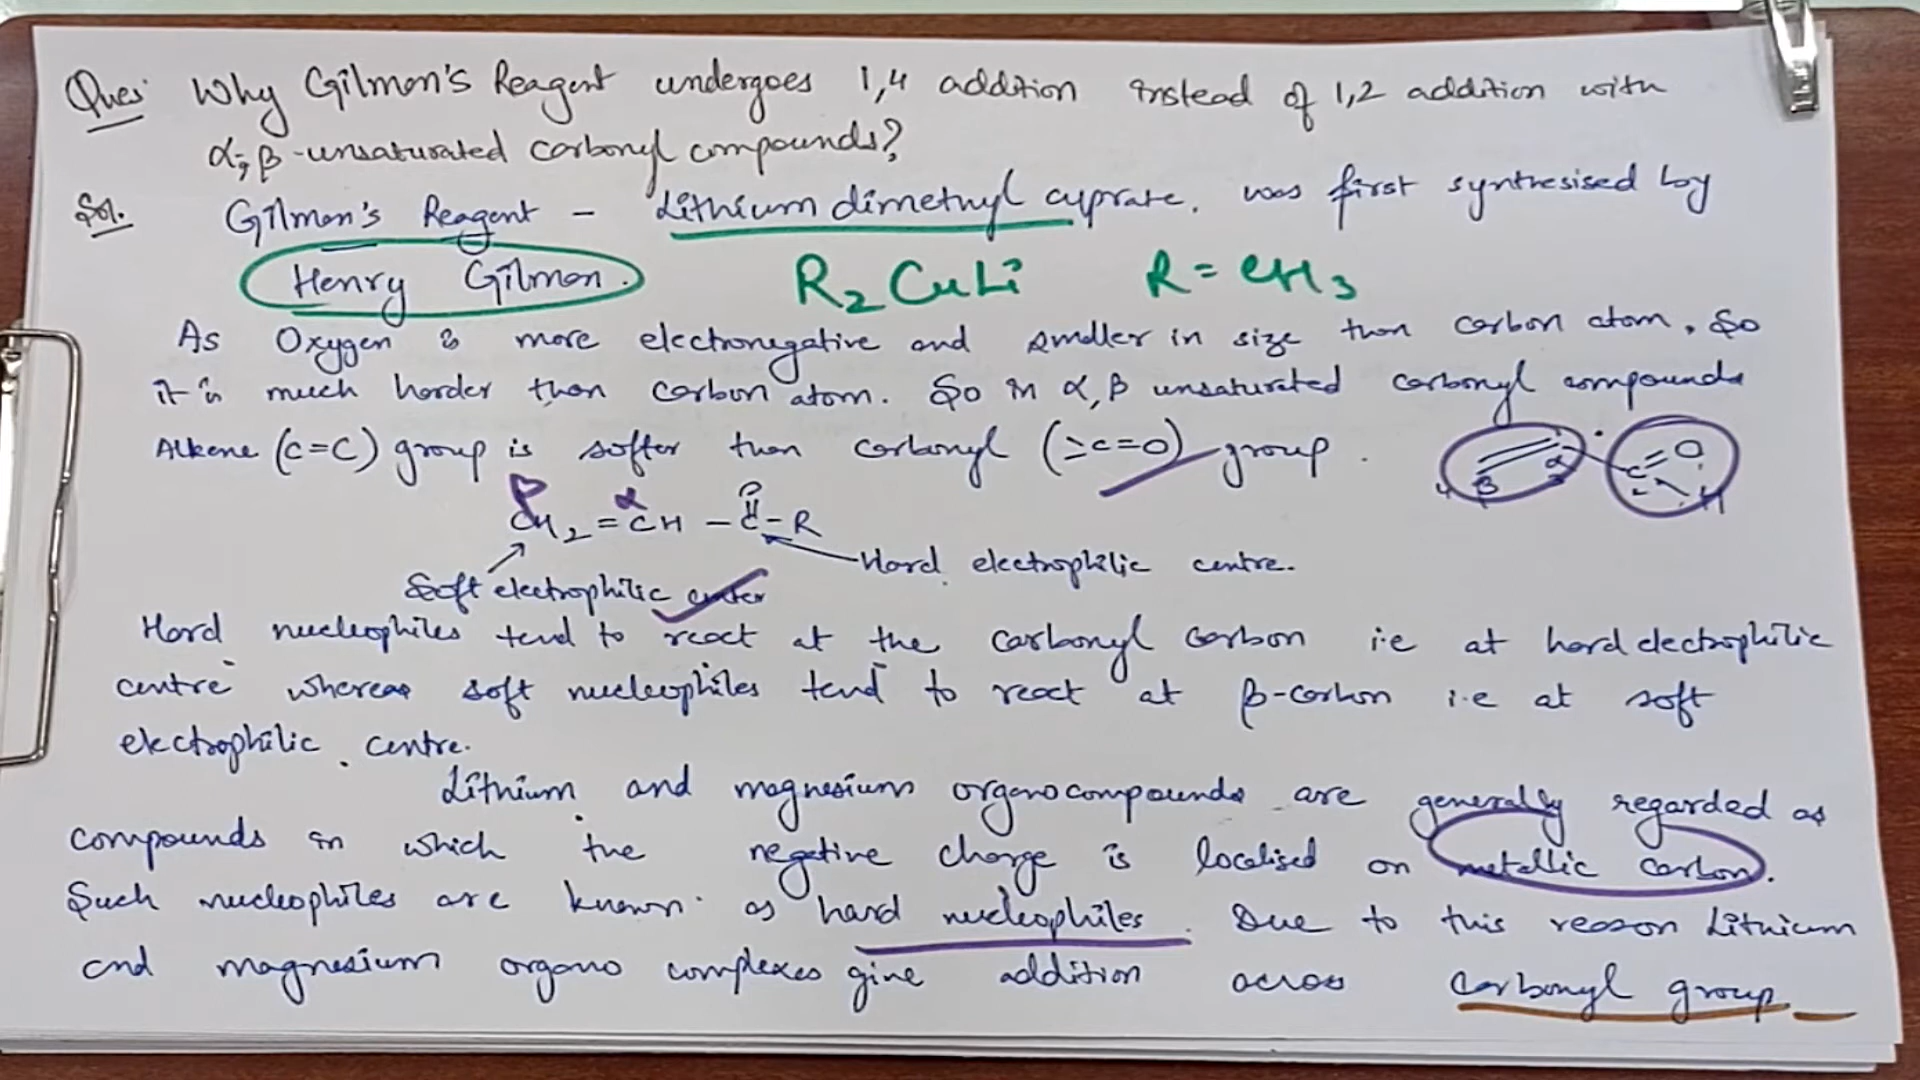 Ques Why Gilman's Reagent undergoes 1,4 addition instead of 1,2 addition with
α, β-unsaturated carbonyl compounds?
Sol. Gilman's Reagent - Lithium dimethyl cuprate. was first synthesised by
Henry Gilman. R2CuLi R = CH3
As Oxygen is more electronegative and smaller in size than carbon atom. So
it is much harder than carbon atom. So in α, β unsaturated carbonyl compounds
Alkene (C=C) group is softer than carbonyl (>C=O) group.
β α C O H
β α O
CH2 = CH - C - R
Hard electrophilic centre.
Soft electrophilic center
Hard nucleophiles tend to react at the carbonyl carbon i.e at hard electrophilic
centre whereas soft nucleophiles tend to react at β-carbon i.e at soft
electrophilic centre.
Lithium and magnesium organocompounds are generally regarded as
compounds in which the negative charge is localised on metallic carbon.
Such nucleophiles are known as hard nucleophiles. Due to this reason Lithium
and magnesium organo complexes give addition across carbonyl group